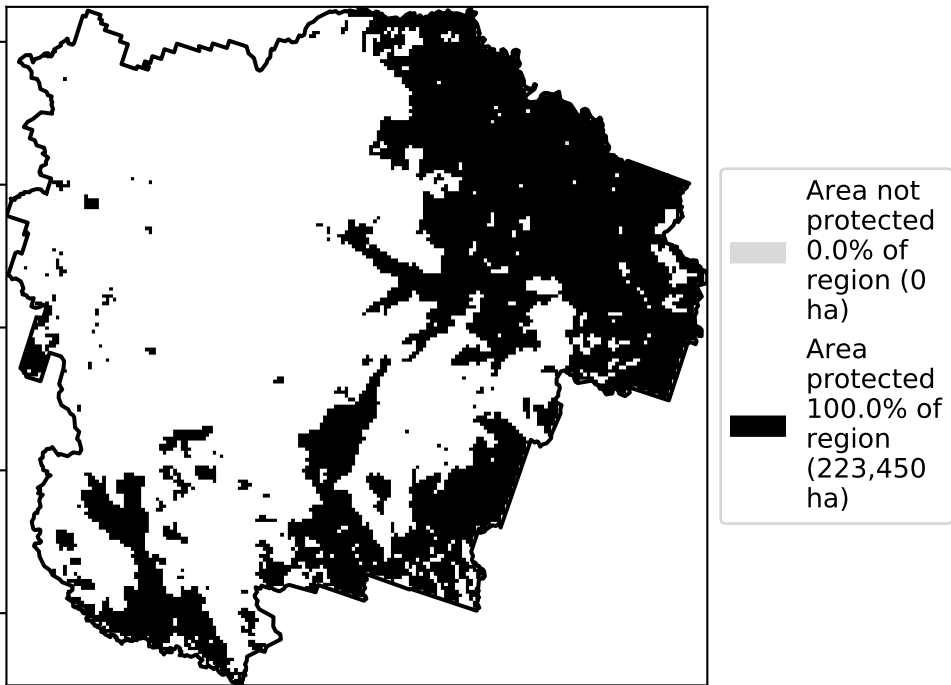 Area not
protected
0.0% of
region (0
ha)
Area
protected
100.0% of
region
(223,450
ha)